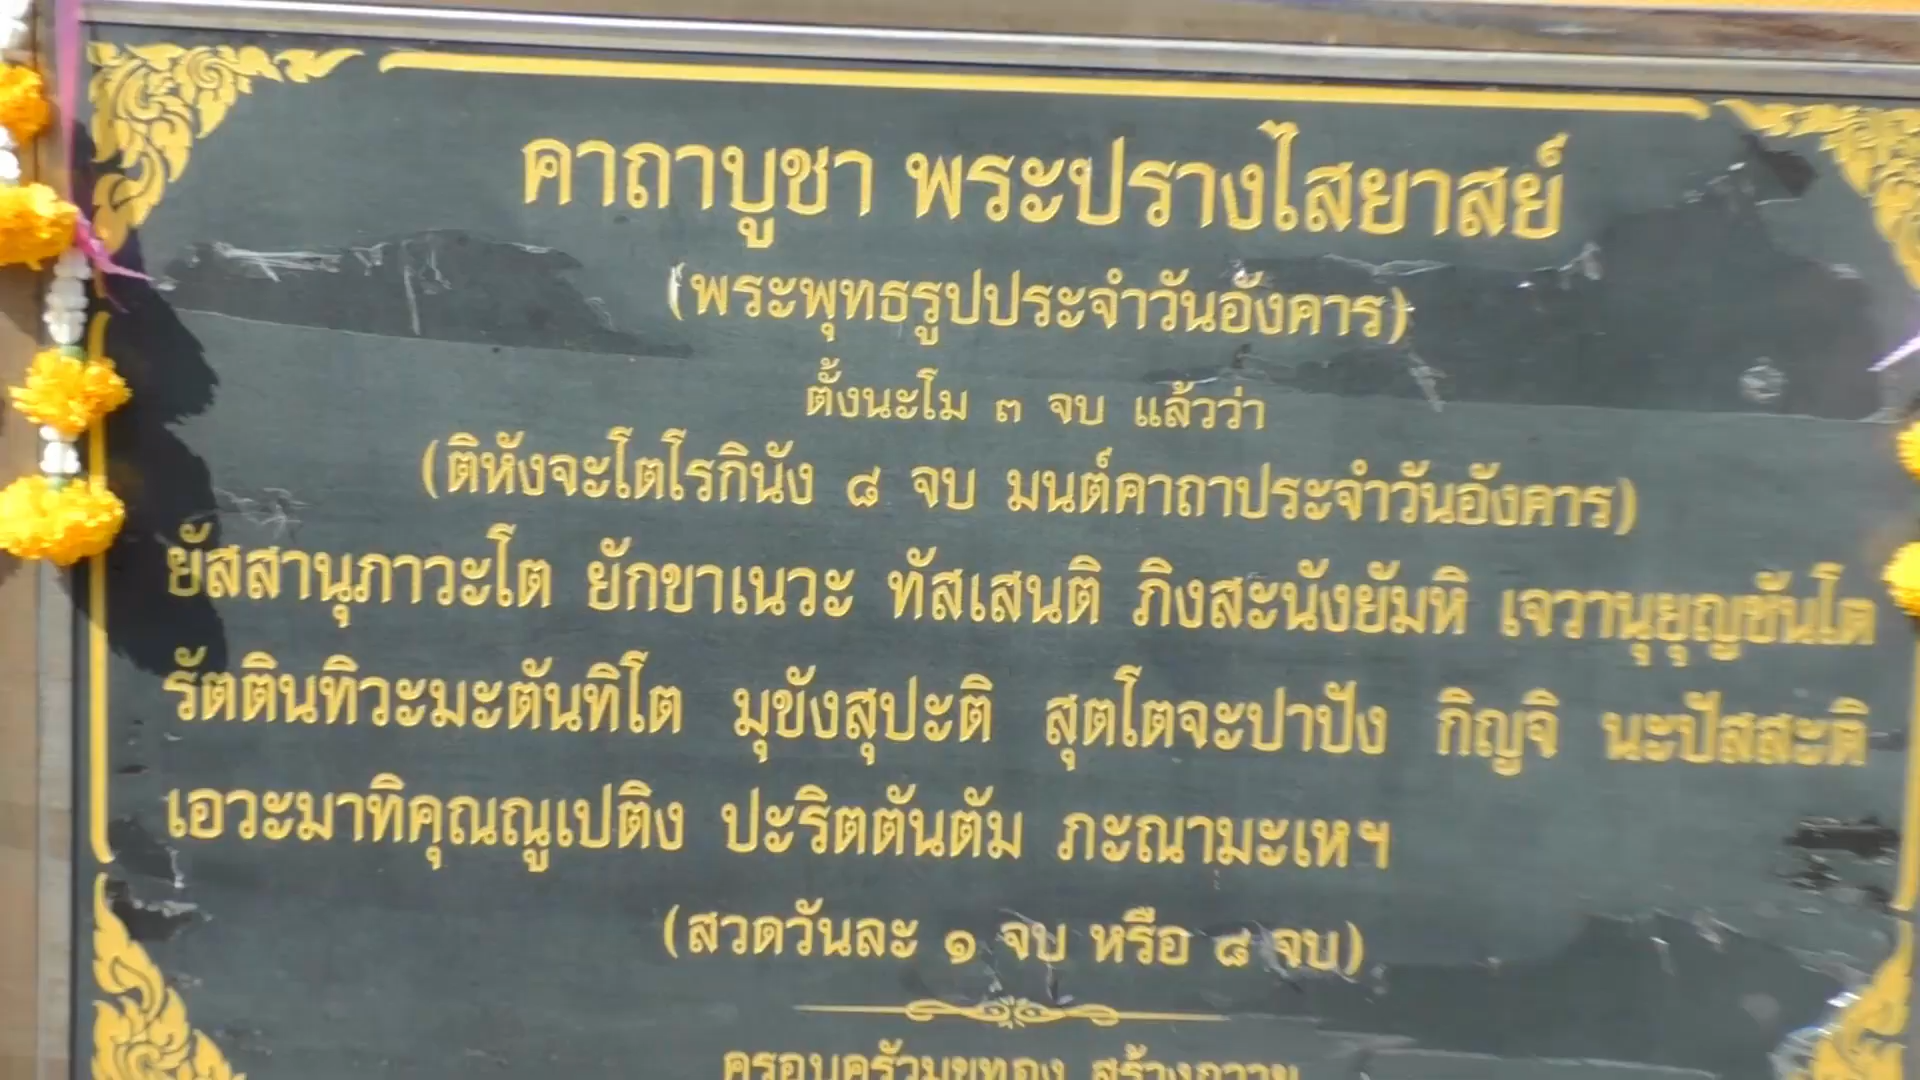 คาถาบูชา พระปรางไสยาสย์
(พระพุทธรูปประจำวันอังคาร)
ตั้งนะโม ๓ จบ แล้วว่า
(ติหังจะโตโรกินัง ๘ จบ มนต์คาถาประจำวันอังคาร)
ยัสสานุภาวะโต ยักขาเนวะ ทัสเสนติ ภิงสะนังยัมหิ เจวานุยุญชันโต
รัตตินทิวะมะตันทิโต มุขังสุปะติ สุตโตจะปาปัง กิญจิ นะปัสสะติ
เอวะมาทิคุณณูเปติง ปะริตตันตัม ภะณามะเหฯ
(สวดวันละ ๑ จบ หรือ ๘ จบ)